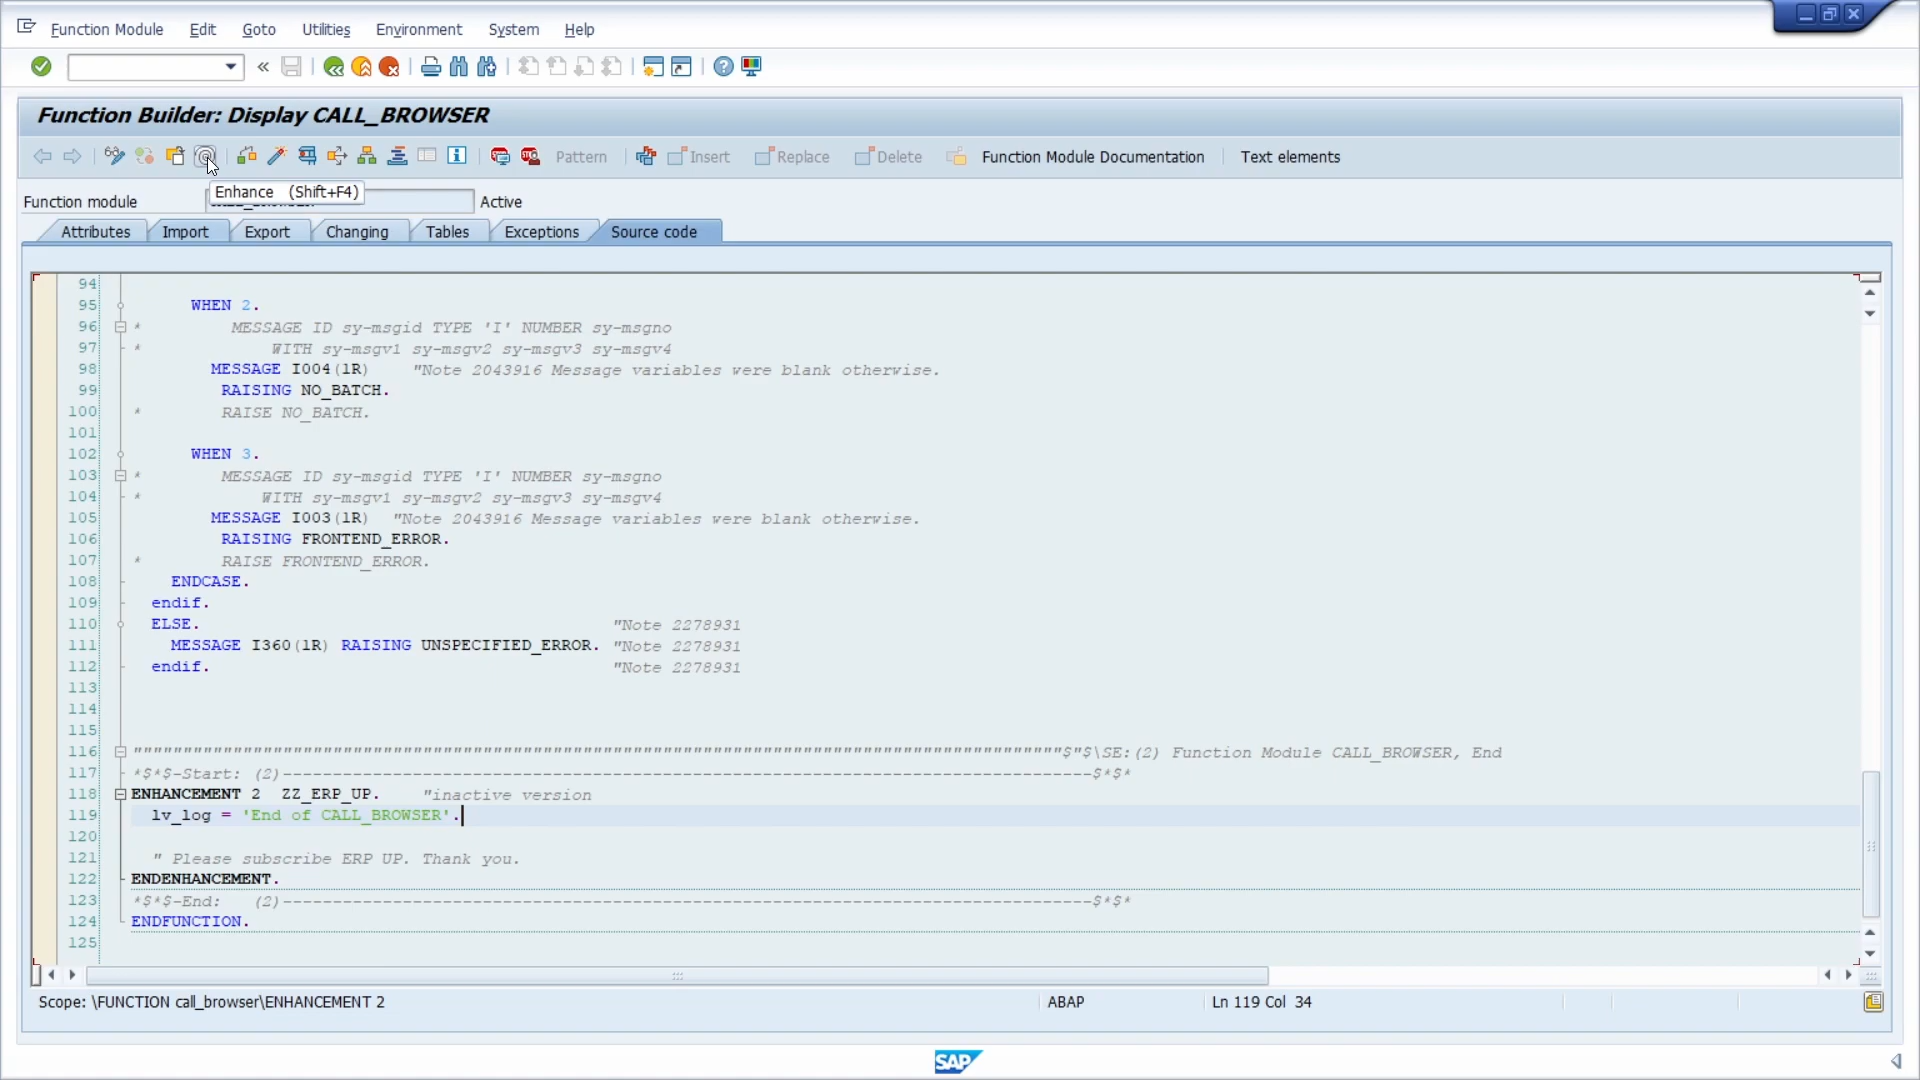 Function Module Edit Goto Utilities Environment System Help
Function Builder: Display CALL_BROWSER
Pattern Insert Replace Delete Function Module Documentation Text elements
Enhance (Shift+F4)
Function module Active
Attributes Import Export Changing Tables Exceptions Source code
94
95 WHEN 2.
96 * MESSAGE ID sy-msgid TYPE 'I' NUMBER sy-msgno
97 * WITH sy-msgv1 sy-msgv2 sy-msgv3 sy-msgv4
98 MESSAGE I004(1R) "Note 2043916 Message variables were blank otherwise.
99 RAISING NO_BATCH.
100 * RAISE NO_BATCH.
101
102 WHEN 3.
103 * MESSAGE ID sy-msgid TYPE 'I' NUMBER sy-msgno
104 * WITH sy-msgv1 sy-msgv2 sy-msgv3 sy-msgv4
105 MESSAGE I003(1R) "Note 2043916 Message variables were blank otherwise.
106 RAISING FRONTEND_ERROR.
107 * RAISE FRONTEND_ERROR.
108 ENDCASE.
109 endif.
110 ELSE. "Note 2278931
111 MESSAGE I360(1R) RAISING UNSPECIFIED_ERROR. "Note 2278931
112 endif. "Note 2278931
113
114
115
116 """"""""""""""""""""""""""""""""""""""""""""""""""""""""""""""""""""""""""""""""""""""""""""$"$\SE:(2) Function Module CALL_BROWSER, End
117 *$*$-Start: (2)---------------------------------------------------------------------------------$*$*
118 ENHANCEMENT 2 ZZ_ERP_UP. "inactive version
119 lv_log = 'End of CALL_BROWSER'.
120
121 " Please subscribe ERP UP. Thank you.
122 ENDENHANCEMENT.
123 *$*$-End: (2)---------------------------------------------------------------------------------$*$*
124 ENDFUNCTION.
125
Scope: \FUNCTION call_browser\ENHANCEMENT 2 ABAP Ln 119 Col 34
SAP